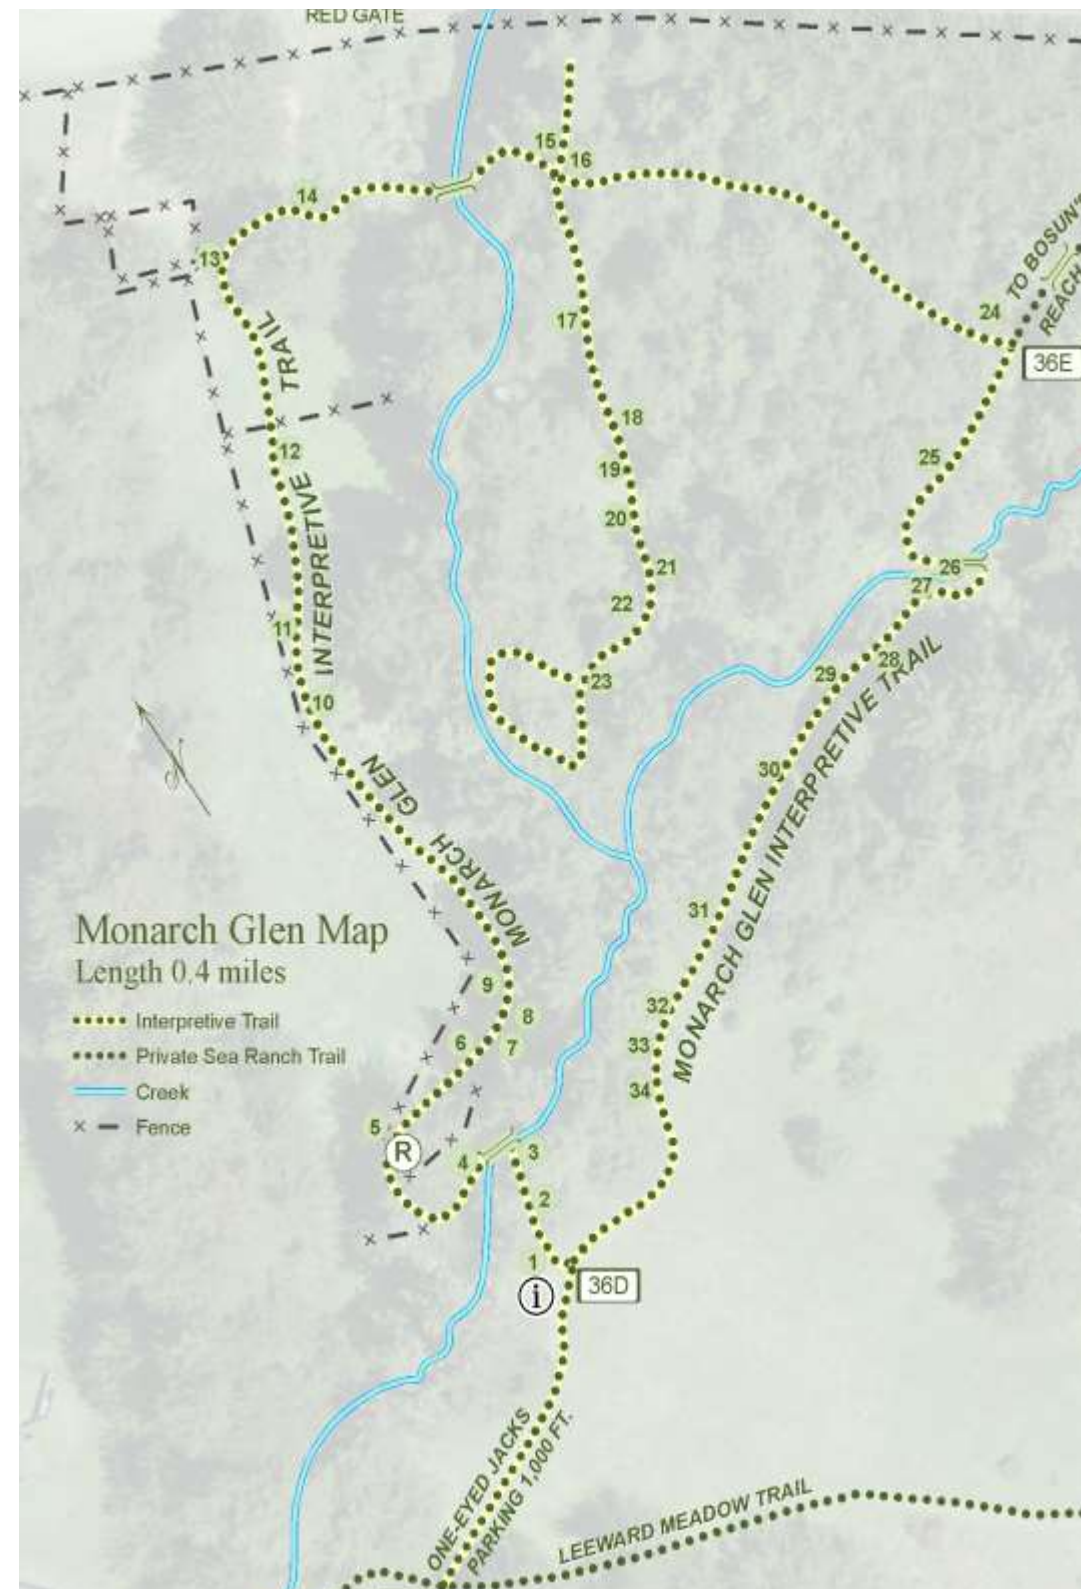 RED GATE
15
16
14
13
TO BOSUN'S
REACH
24
36E
17
TRAIL
18
12
19
25
INTERPRETIVE
20
21
26
27
22
11
28
29
23
10
GLEN
30
MONARCH
MONARCH GLEN INTERPRETIVE TRAIL
31
Monarch Glen Map
Length 0.4 miles
9
32
8
Interpretive Trail
6
7
33
Private Sea Ranch Trail
34
Creek
5
Fence
R
4
3
2
1
i
36D
ONE-EYED JACKS
PARKING 1,000 FT.
LEEWARD MEADOW TRAIL